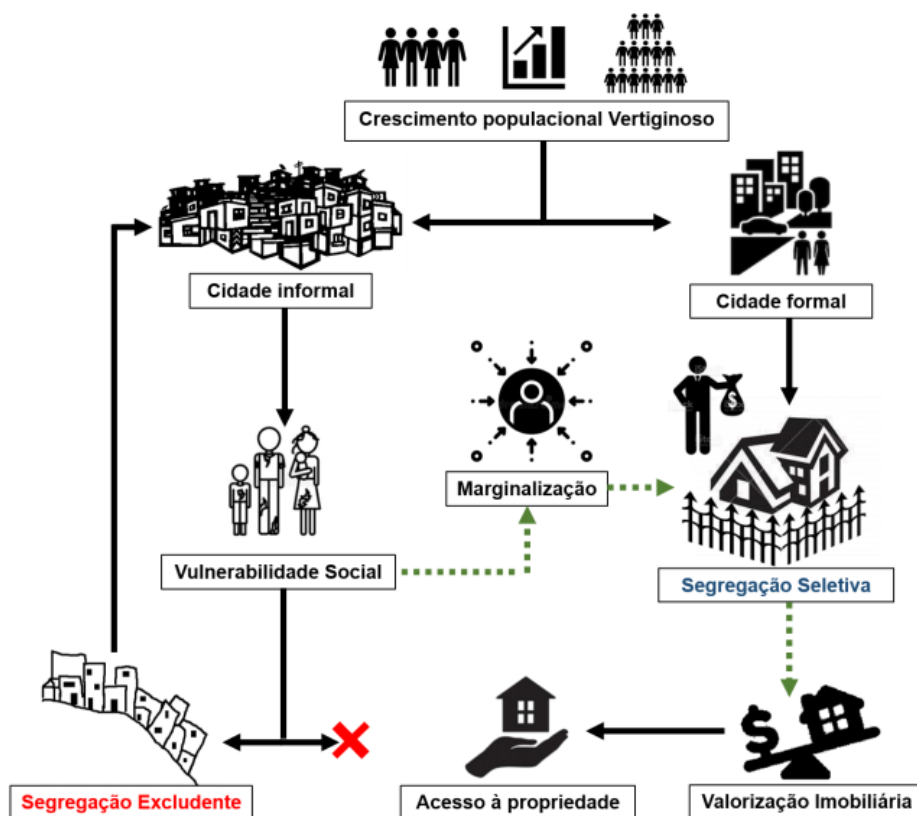 Crescimento populacional Vertiginoso
Cidade informal
Cidade formal
$
Marginalização
Vulnerabilidade Social
Segregação Seletiva
$
Segregação Excludente
Acesso à propriedade
Valorização Imobiliária